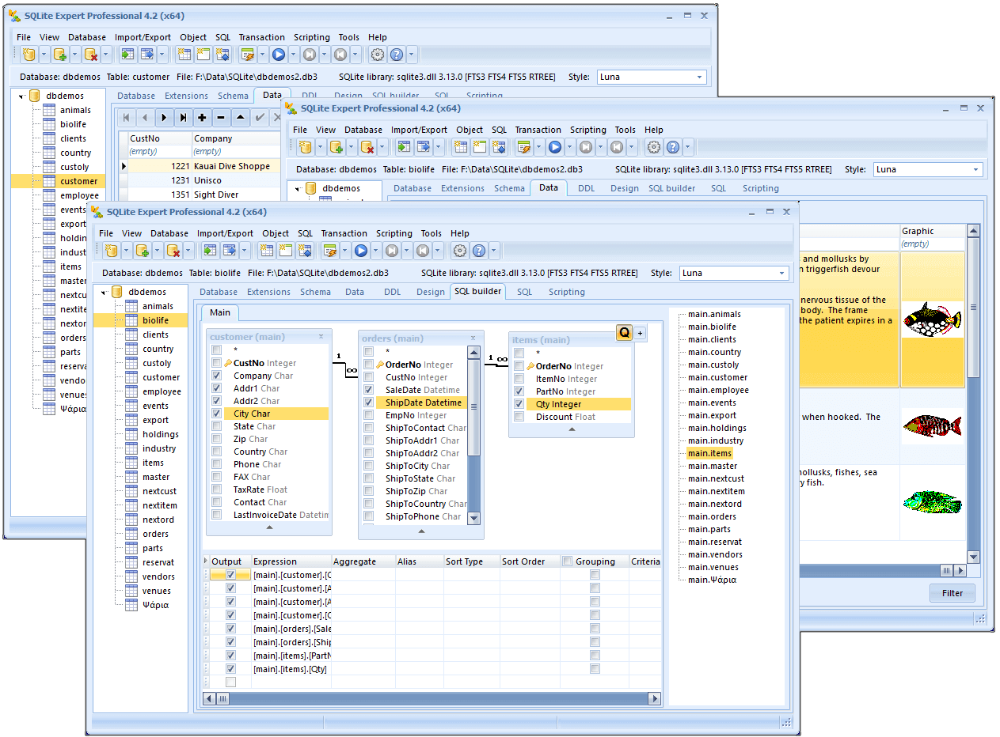 SQLite Expert Professional 4.2 (x64)
File View Database Import/Export Object SQL Transaction Scripting Tools Help
Database: dbdemos Table: customer File: F:\Data\SQLite\dbdemos2.db3 SQLite library: sqlite3.dll 3.13.0 [FTS3 FTS4 FTS5 RTREE] Style: Luna
dbdemos
animals
biolife
clients
country
custoly
customer
employee
events
export
holdin
indust
items
master
nextcu
nextite
nextor
orders
parts
reserva
vendo
venues
Ψάρια
Database Extensions Schema Data DDL Design SQL builder SQL Scripting
CustNo Company
(empty) (empty)
1221 Kauai Dive Shoppe
1231 Unisco
1351 Sight Diver
SQLite Expert Professional 4.2 (x64)
File View Database Import/Export Object SQL Transaction Scripting Tools Help
Database: dbdemos Table: biolife File: F:\Data\SQLite\dbdemos2.db3 SQLite library: sqlite3.dll 3.13.0 [FTS3 FTS4 FTS5 RTREE] Style: Luna
dbdemos
Database Extensions Schema Data DDL Design SQL builder SQL Scripting
Graphic
(empty)
and mollusks by
triggerfish devour
nervous tissue of the
body. The frame
the patient expires in a
when hooked. The
mollusks, fishes, sea
fish.
Filter
SQLite Expert Professional 4.2 (x64)
File View Database Import/Export Object SQL Transaction Scripting Tools Help
Database: dbdemos Table: biolife File: F:\Data\SQLite\dbdemos2.db3 SQLite library: sqlite3.dll 3.13.0 [FTS3 FTS4 FTS5 RTREE] Style: Luna
dbdemos
animals
biolife
clients
country
custoly
customer
employee
events
export
holdings
industry
items
master
nextcust
nextitem
nextord
orders
parts
reservat
vendors
venues
Ψάρια
Database Extensions Schema Data DDL Design SQL builder SQL Scripting
Main
Q +
customer (main) x
*
CustNo Integer
Company Char
Addr1 Char
Addr2 Char
City Char
State Char
Zip Char
Country Char
Phone Char
FAX Char
TaxRate Float
Contact Char
LastInvoiceDate Datetim
1 ∞
orders (main) x
*
OrderNo Integer
CustNo Integer
SaleDate Datetime
ShipDate Datetime
EmpNo Integer
ShipToContact Char
ShipToAddr1 Char
ShipToAddr2 Char
ShipToCity Char
ShipToState Char
ShipToZip Char
ShipToCountry Char
ShipToPhone Char
1 ∞
items (main)
*
OrderNo Integer
ItemNo Integer
PartNo Integer
Qty Integer
Discount Float
main.animals
main.biolife
main.clients
main.country
main.custoly
main.customer
main.employee
main.events
main.export
main.holdings
main.industry
main.items
main.master
main.nextcust
main.nextitem
main.nextord
main.orders
main.parts
main.reservat
main.vendors
main.venues
main.Ψάρια
Output Expression Aggregate Alias Sort Type Sort Order Grouping Criteria
[main].[customer].[C
[main].[customer].[A
[main].[customer].[A
[main].[customer].[C
[main].[orders].[Sale
[main].[orders].[Ship
[main].[items].[PartN
[main].[items].[Qty]